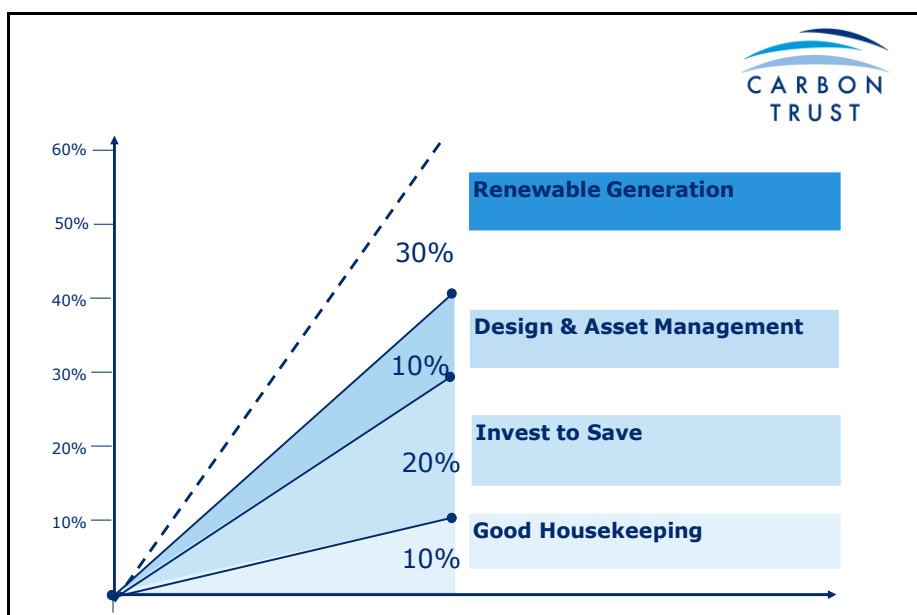 CARBON
TRUST
60%
Renewable Generation
50%
30%
40%
Design & Asset Management
10%
30%
Invest to Save
20%
20%
10%
Good Housekeeping
10%